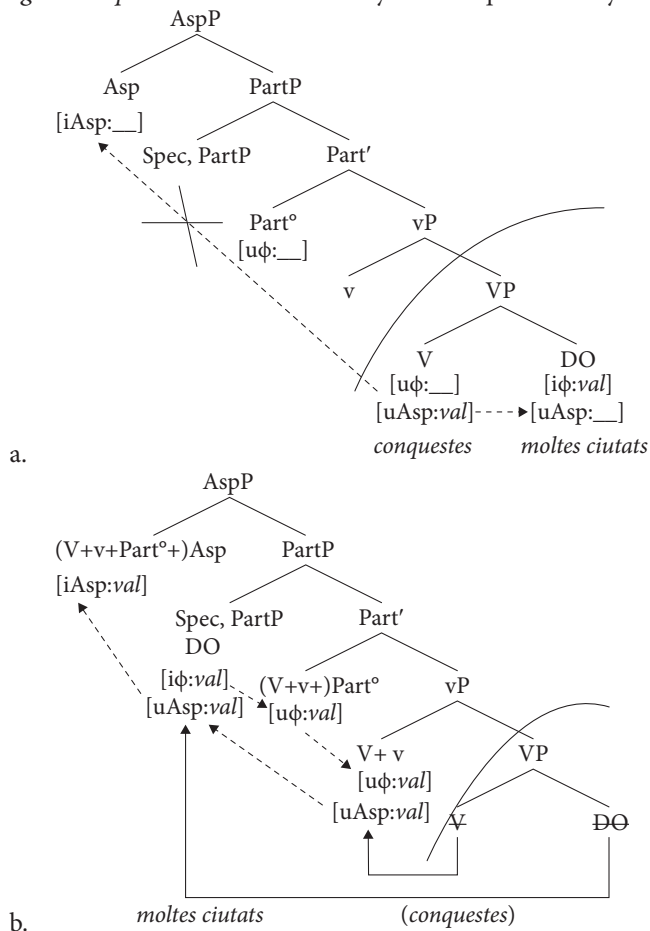 AspP
Asp PartP
[iAsp:__]
Spec, PartP Part′
Part° vP
[uϕ:__]
v VP
V DO
[uϕ:__] [iϕ:val]
[uAsp:val] [uAsp:__]
a. conquestes moltes ciutats
AspP
(V+v+Part°+)Asp PartP
[iAsp:val]
Spec, PartP Part′
DO
[iϕ:val] (V+v+)Part° vP
[uAsp:val] [uϕ:val]
V+ v VP
[uϕ:val]
[uAsp:val] V DO
b. moltes ciutats (conquestes)